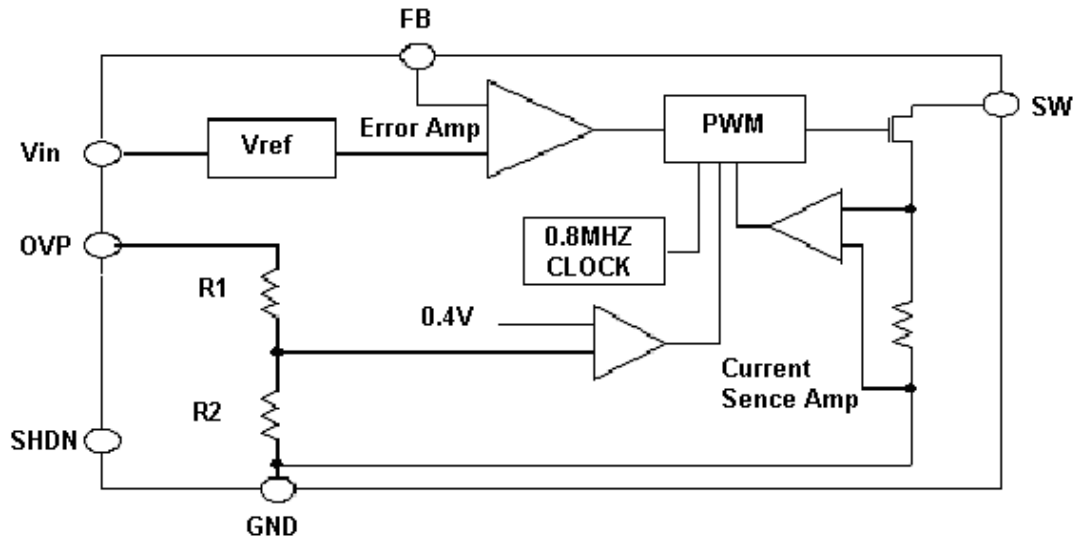 FB
SW
PWM
Error Amp
Vref
Vin
OVP
0.8MHZ
CLOCK
R1
0.4V
Current
Sence Amp
R2
SHDN
GND